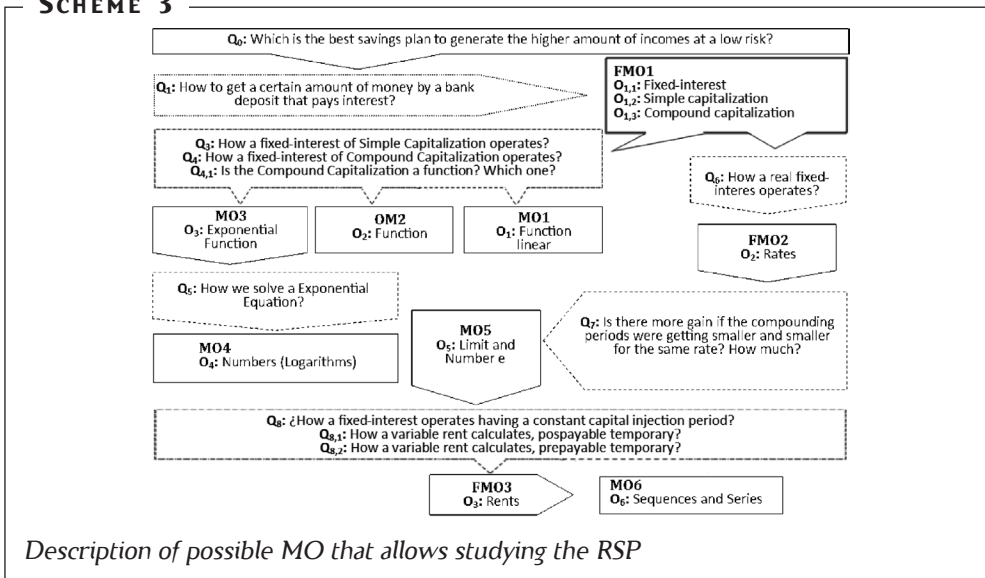 SCHEME 3
Q0: Which is the best savings plan to generate the higher amount of incomes at a low risk?
Q1: How to get a certain amount of money by a bank
deposit that pays interest?
FMO1
O1,1: Fixed-interest
O1,2: Simple capitalization
O1,3: Compound capitalization
Q3: How a fixed-interest of Simple Capitalization operates?
Q4: How a fixed-interest of Compound Capitalization operates?
Q4,1: Is the Compound Capitalization a function? Which one?
Q6: How a real fixed-
interes operates?
MO3
O3: Exponential
Function
OM2
O2: Function
MO1
O1: Function
linear
FMO2
O2: Rates
Q5: How we solve a Exponential
Equation?
MO4
O4: Numbers (Logarithms)
MO5
O5: Limit and
Number e
Q7: Is there more gain if the compounding
periods were getting smaller and smaller
for the same rate? How much?
Q8: ¿How a fixed-interest operates having a constant capital injection period?
Q8,1: How a variable rent calculates, pospayable temporary?
Q8,2: How a variable rent calculates, prepayable temporary?
FMO3
O3: Rents
MO6
O6: Sequences and Series
Description of possible MO that allows studying the RSP